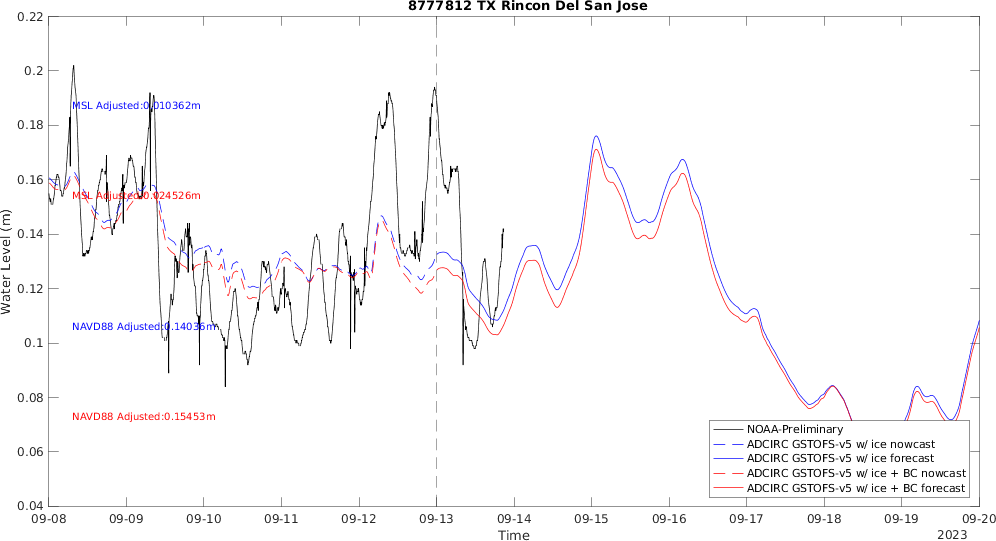 8777812 TX Rincon Del San Jose
0.22
0.2
0.18
0.16
0.14
0.12
0.1
0.08
0.06
0.04
Water Level (m)
MSL Adjusted:0.010362m
MSL Adjusted:0.024526m
NAVD88 Adjusted:0.14036m
NAVD88 Adjusted:0.15453m
NOAA-Preliminary
ADCIRC GSTOFS-v5 w/ ice nowcast
ADCIRC GSTOFS-v5 w/ ice forecast
ADCIRC GSTOFS-v5 w/ ice + BC nowcast
ADCIRC GSTOFS-v5 w/ ice + BC forecast
09-08 09-09 09-10 09-11 09-12 09-13 09-14 09-15 09-16 09-17 09-18 09-19 09-20
Time
2023